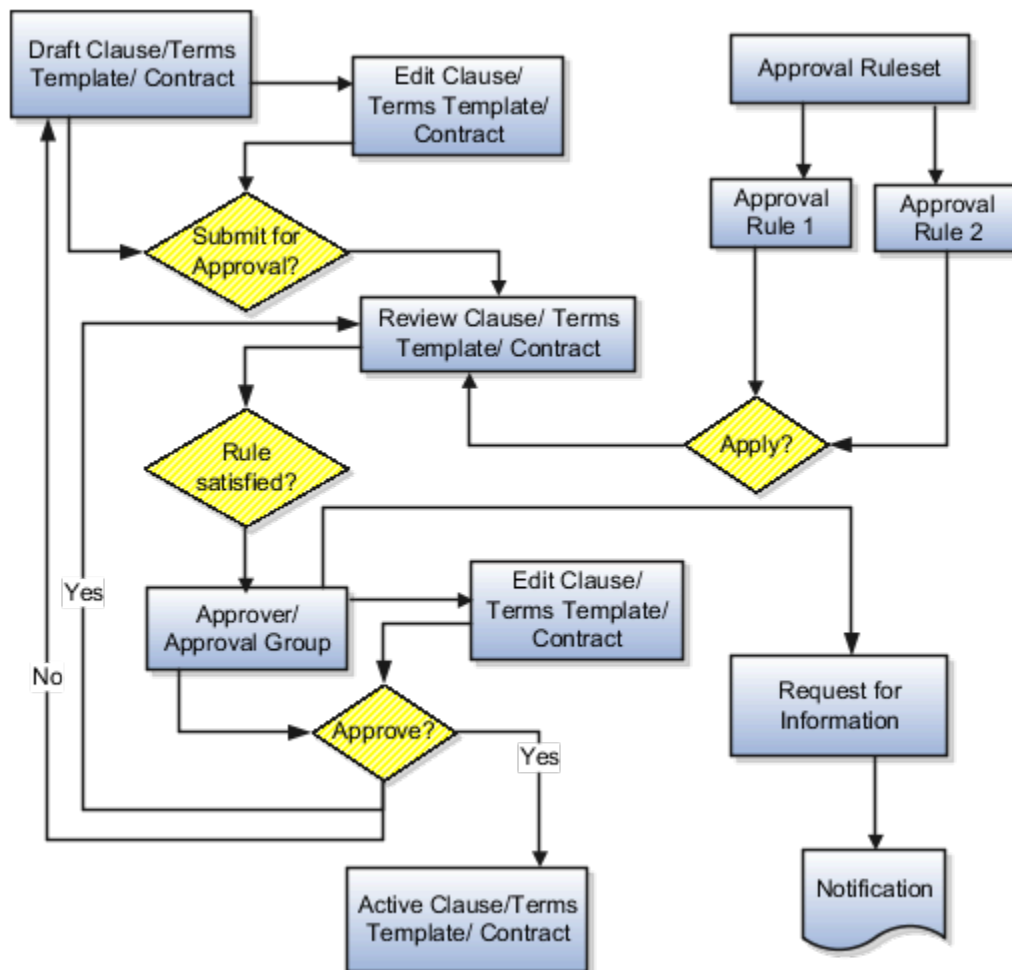 Draft Clause/Terms
Template/ Contract
Edit Clause/
Terms Template/
Contract
Approval Ruleset
Approval
Rule 1
Approval
Rule 2
Submit for
Approval?
Review Clause/ Terms
Template/ Contract
Rule
satisfied?
Apply?
Yes
No
Approver/
Approval Group
Edit Clause/
Terms Template/
Contract
Approve?
Yes
Request for
Information
Active Clause/Terms
Template/ Contract
Notification